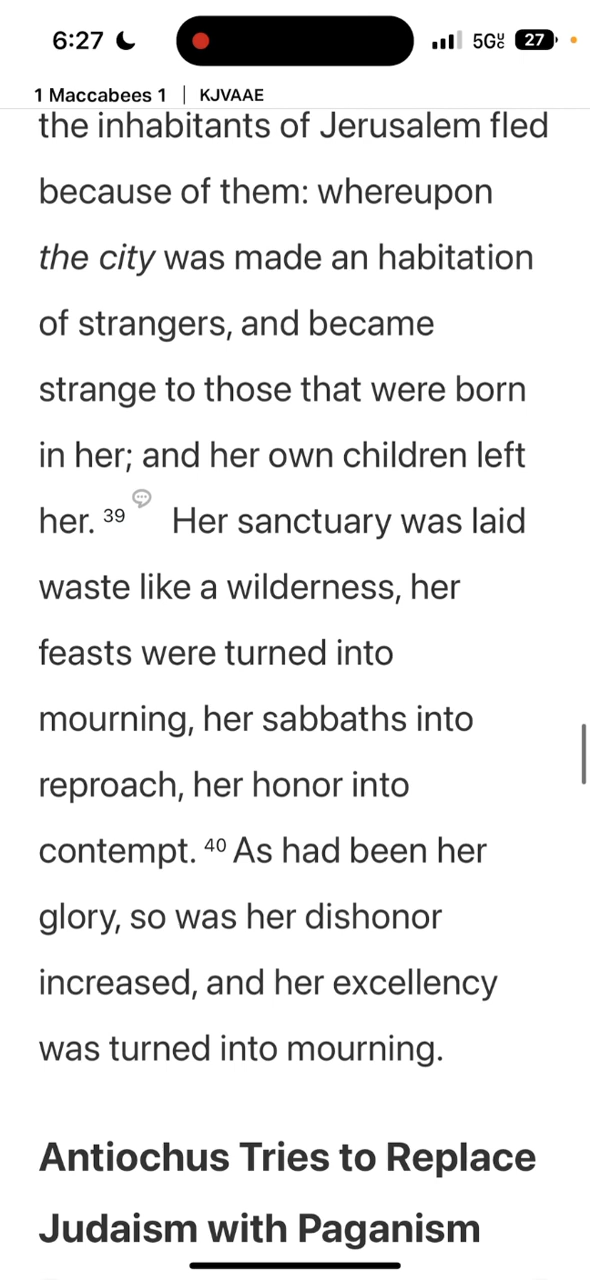 6:27 5G 27
1 Maccabees 1 | KJVAAE
the inhabitants of Jerusalem fled
because of them: whereupon
the city was made an habitation
of strangers, and became
strange to those that were born
in her; and her own children left
her. 39 Her sanctuary was laid
waste like a wilderness, her
feasts were turned into
mourning, her sabbaths into
reproach, her honor into
contempt. 40 As had been her
glory, so was her dishonor
increased, and her excellency
was turned into mourning.
Antiochus Tries to Replace
Judaism with Paganism